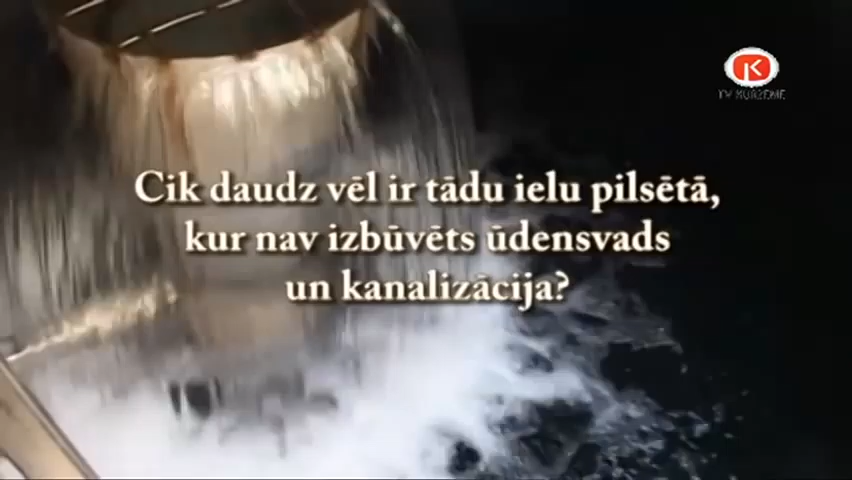 K
TV KURZEME
Cik daudz vēl ir tādu ielu pilsētā,
kur nav izbūvēts ūdensvads
un kanalizācija?